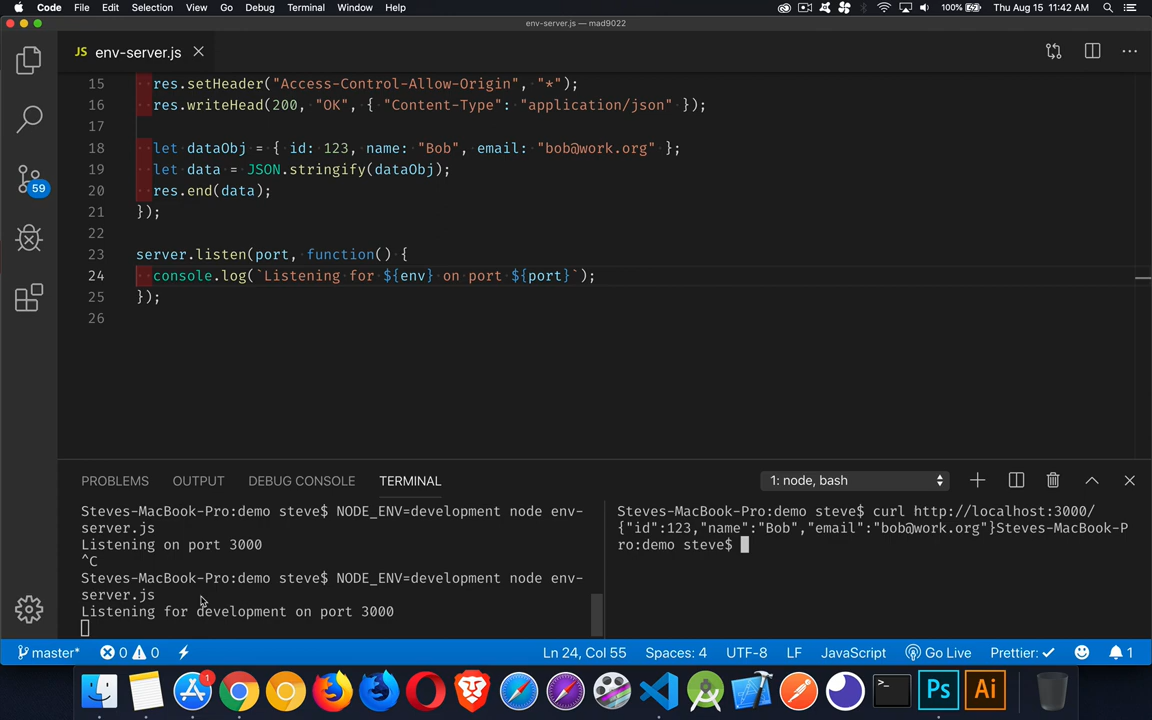 Code File Edit Selection View Go Debug Terminal Window Help 100% Thu Aug 15 11:42 AM
env-server.js — mad9022
JS env-server.js
15 res.setHeader("Access-Control-Allow-Origin", "*");
16 res.writeHead(200, "OK", { "Content-Type": "application/json" });
17
18 let dataObj = { id: 123, name: "Bob", email: "bob@work.org" };
19 let data = JSON.stringify(dataObj);
20 res.end(data);
21 });
22
23 server.listen(port, function() {
24 console.log(`Listening for ${env} on port ${port}`);
25 });
26
59
PROBLEMS OUTPUT DEBUG CONSOLE TERMINAL 1: node, bash
Steves-MacBook-Pro:demo steve$ NODE_ENV=development node env-
server.js
Listening on port 3000
^C
Steves-MacBook-Pro:demo steve$ NODE_ENV=development node env-
server.js
Listening for development on port 3000
Steves-MacBook-Pro:demo steve$ curl http://localhost:3000/
{"id":123,"name":"Bob","email":"bob@work.org"}Steves-MacBook-P
ro:demo steve$
master* 0 0 Ln 24, Col 55 Spaces: 4 UTF-8 LF JavaScript Go Live Prettier: ✓ 1
1 >_ Ps Ai